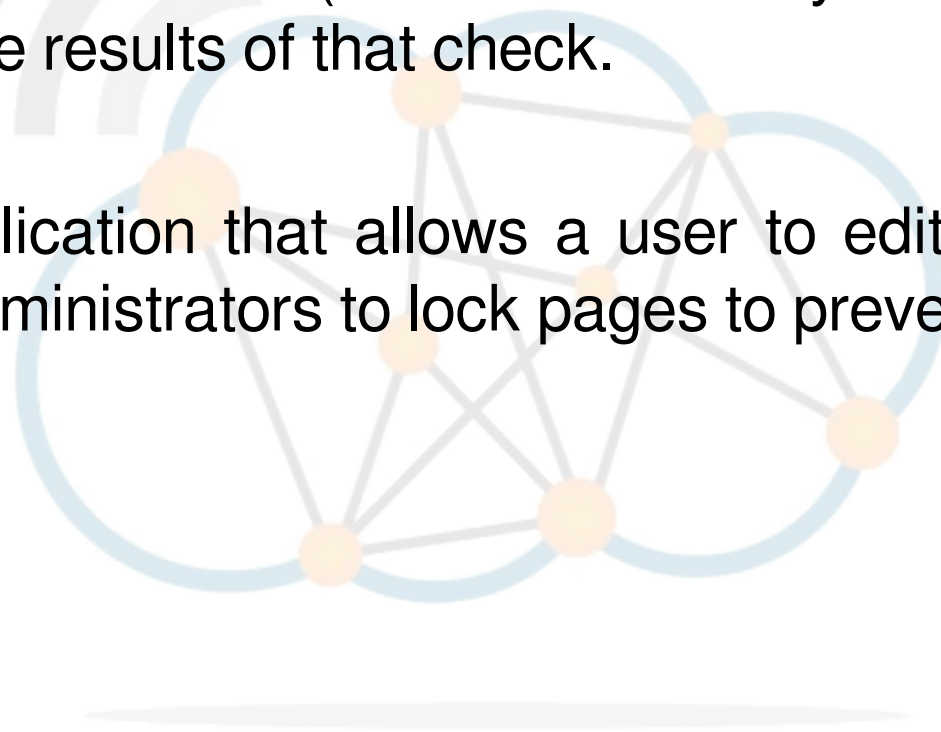 e results of that check.
lication that allows a user to edit
ministrators to lock pages to preve